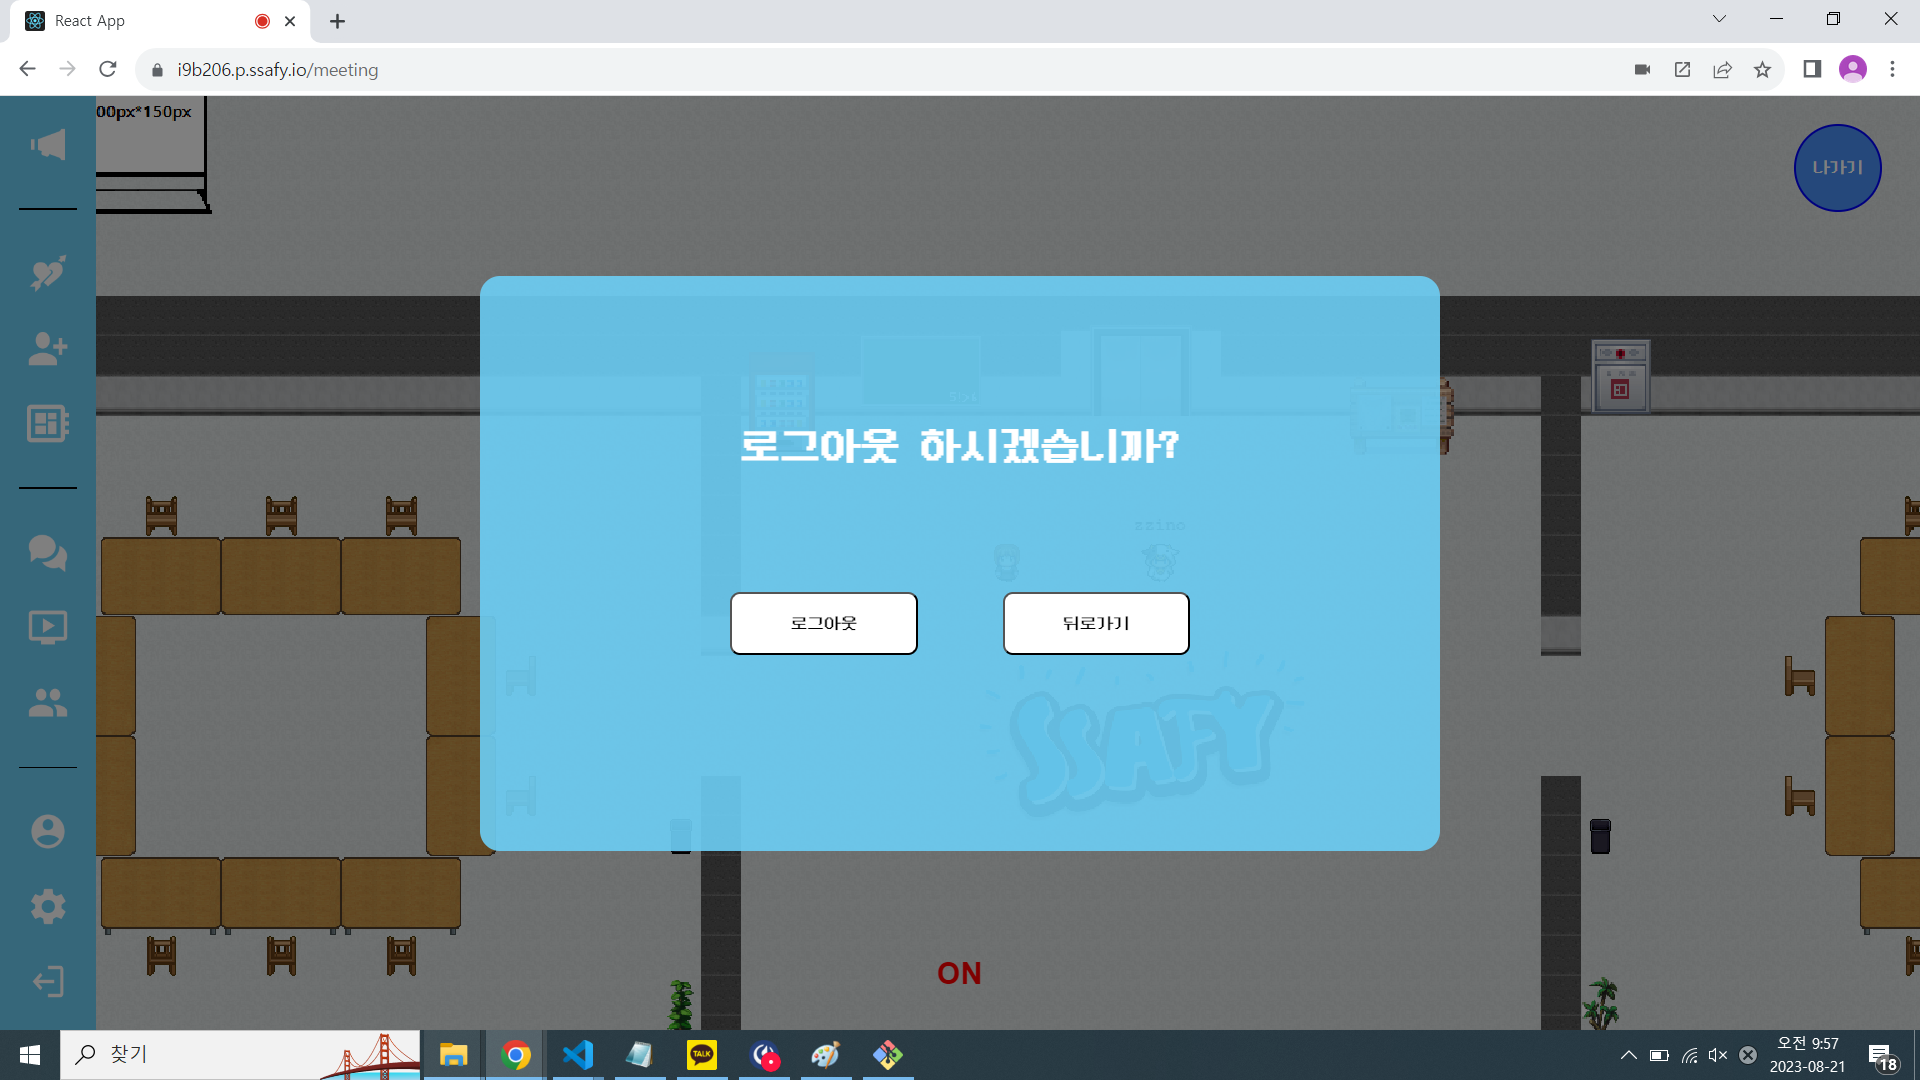 React App
i9b206.p.ssafy.io/meeting
00px*150px
나가기
로그아웃 하시겠습니까?
zzino
로그아웃
뒤로가기
SSAFY
ON
찾기
TALK
오전 9:57
2023-08-21
18